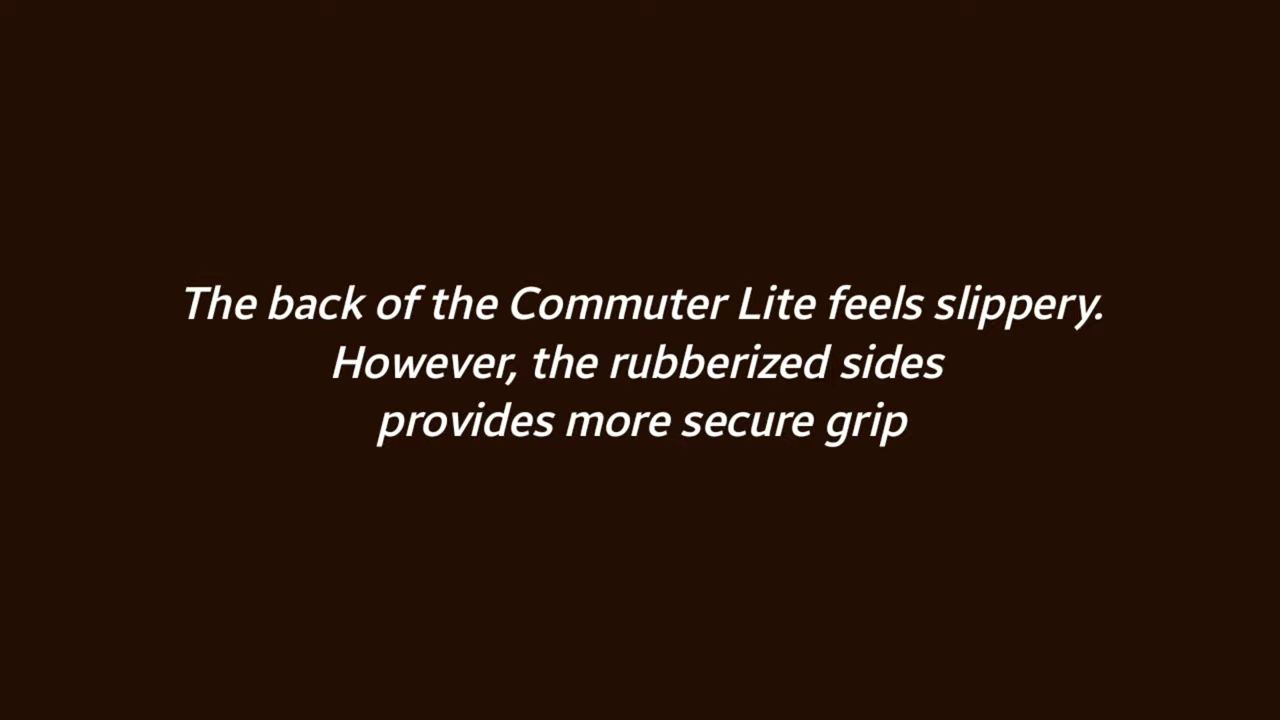 The back of the Commuter Lite feels slippery.
However, the rubberized sides
provides more secure grip